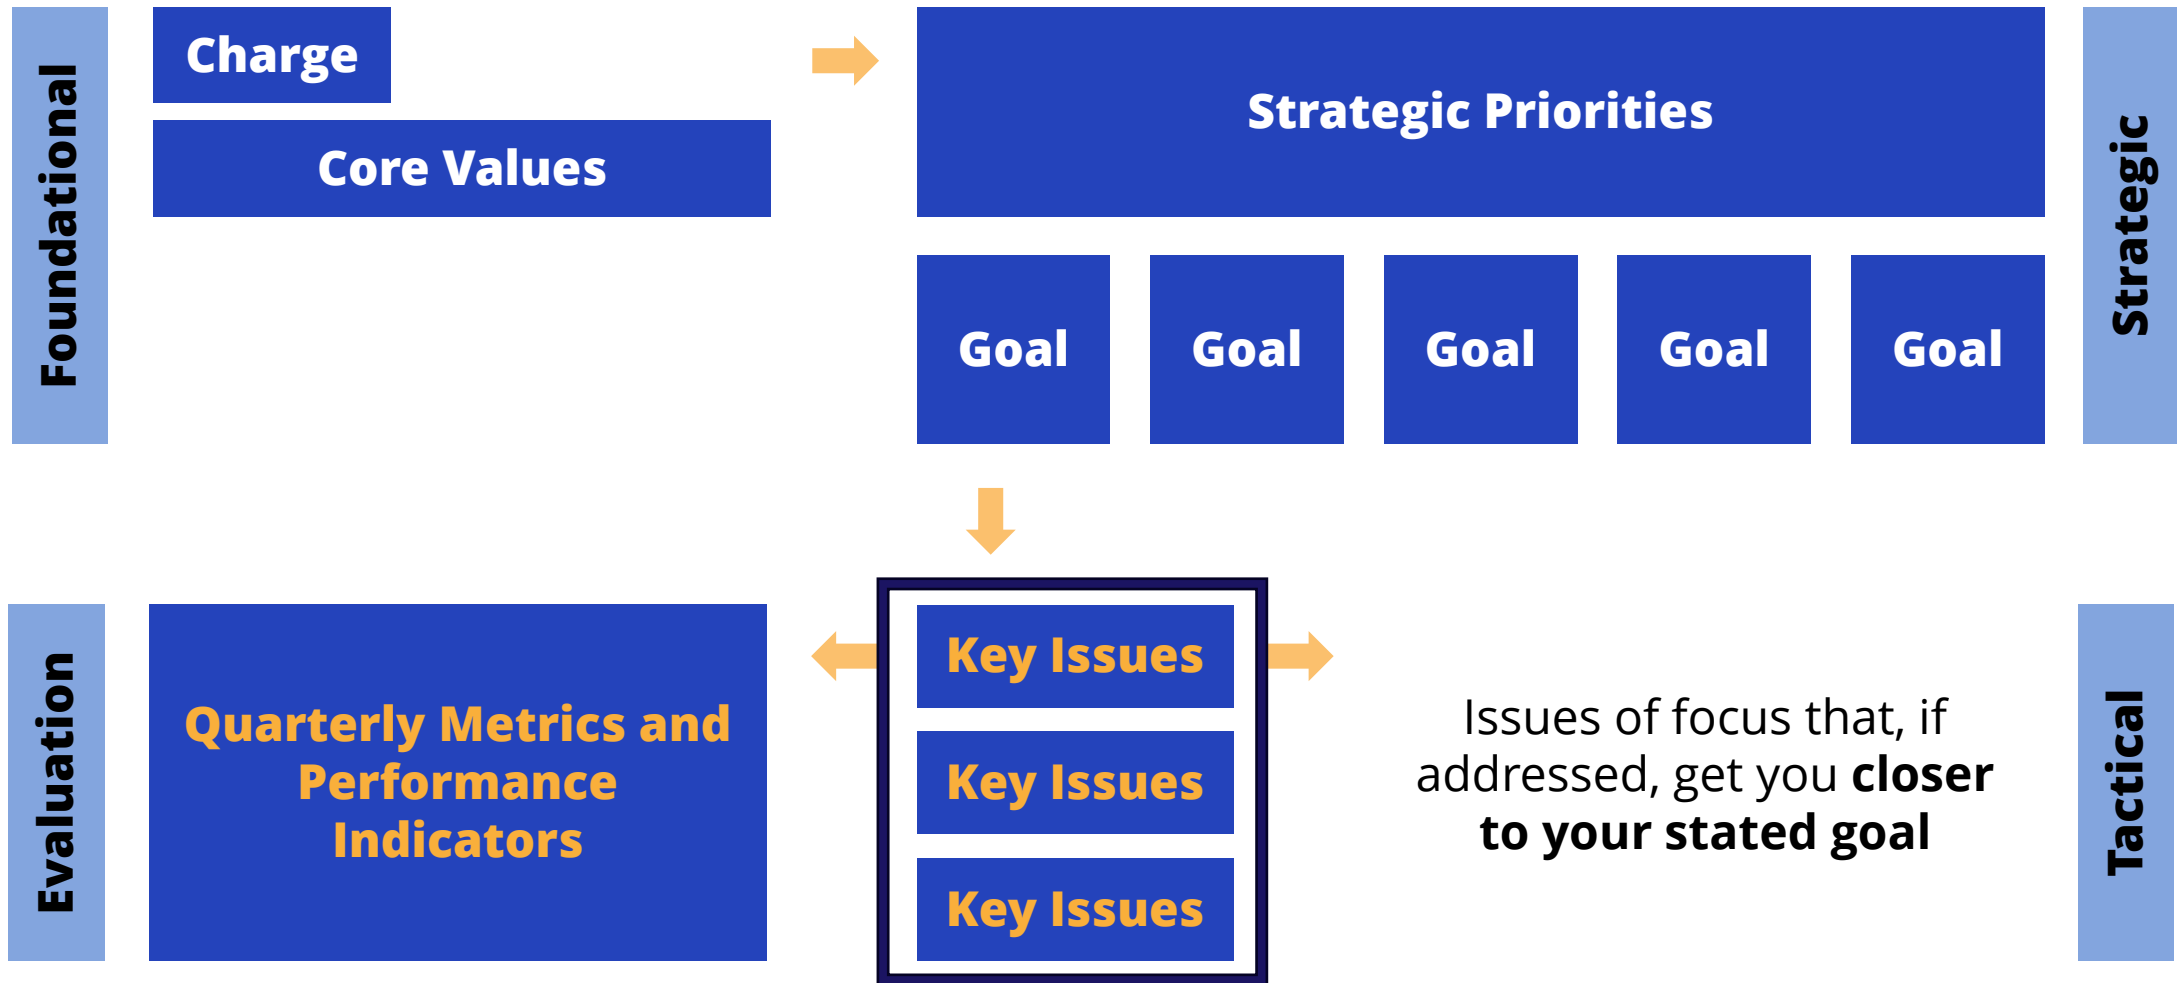 Foundational
Charge
Core Values
Strategic Priorities
Strategic
Goal
Goal
Goal
Goal
Goal
Evaluation
Quarterly Metrics and
Performance
Indicators
Key Issues
Key Issues
Key Issues
Issues of focus that, if
addressed, get you closer
to your stated goal
Tactical